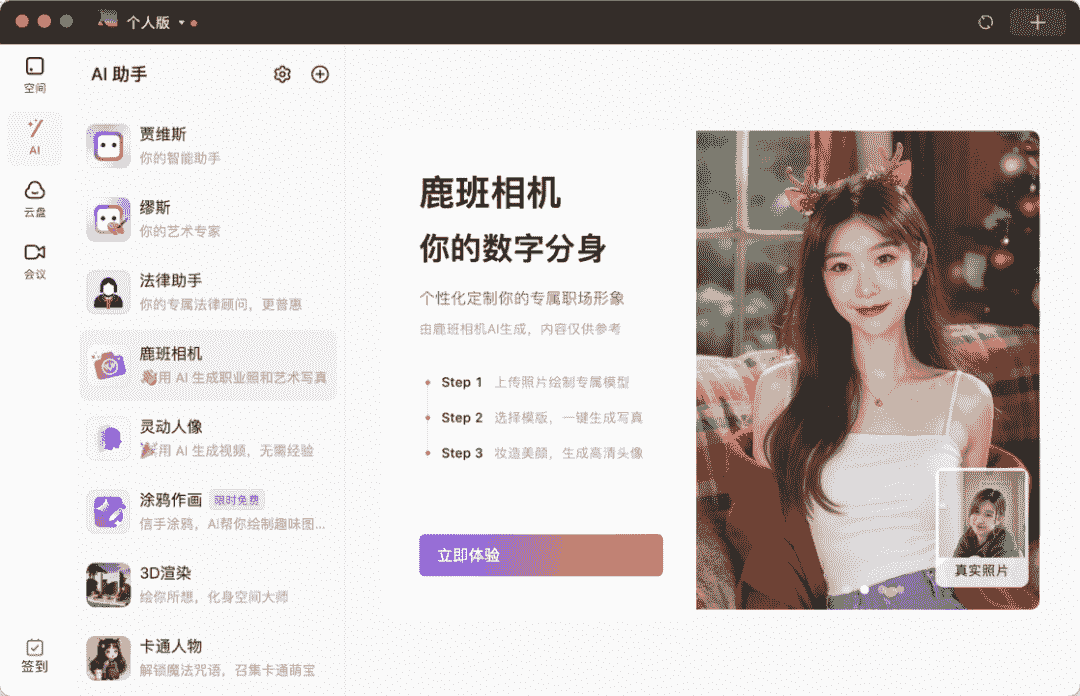 个人版
空间
AI
云盘
会议
签到
AI 助手
贾维斯
你的智能助手
缪斯
你的艺术专家
法律助手
你的专属法律顾问，更普惠
鹿班相机
👋用 AI 生成职业照和艺术写真
灵动人像
🎉用 AI 生成视频，无需经验
涂鸦作画 限时免费
信手涂鸦，AI帮你绘制趣味图...
3D渲染
绘你所想，化身空间大师
卡通人物
解锁魔法咒语，召集卡通萌宝
鹿班相机
你的数字分身
个性化定制你的专属职场形象
由鹿班相机AI生成，内容仅供参考
Step 1 上传照片绘制专属模型
Step 2 选择模版，一键生成写真
Step 3 妆造美颜，生成高清头像
立即体验
真实照片